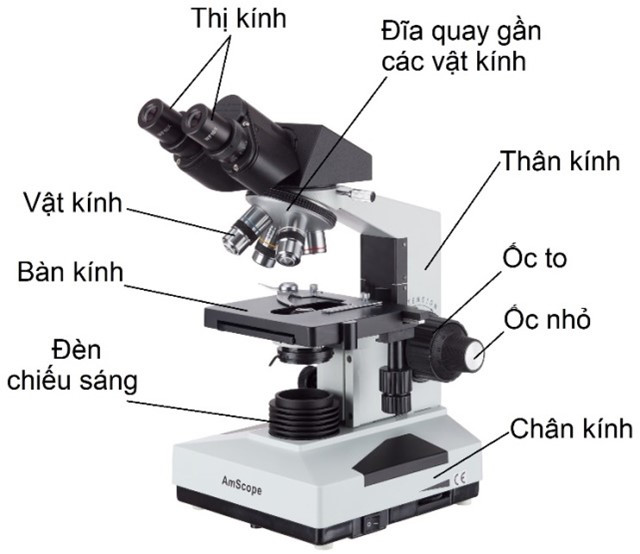 Thị kính
Đĩa quay gần
các vật kính
Thân kính
Vật kính
Ốc to
Bàn kính
Ốc nhỏ
Đèn
chiếu sáng
Chân kính
AmScope
CE